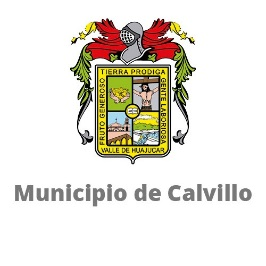 TIERRA PRODIGA
FRUTO GENEROSO
GENTE LABORIOSA
VALLE DE HUAJUCAR
Municipio de Calvillo